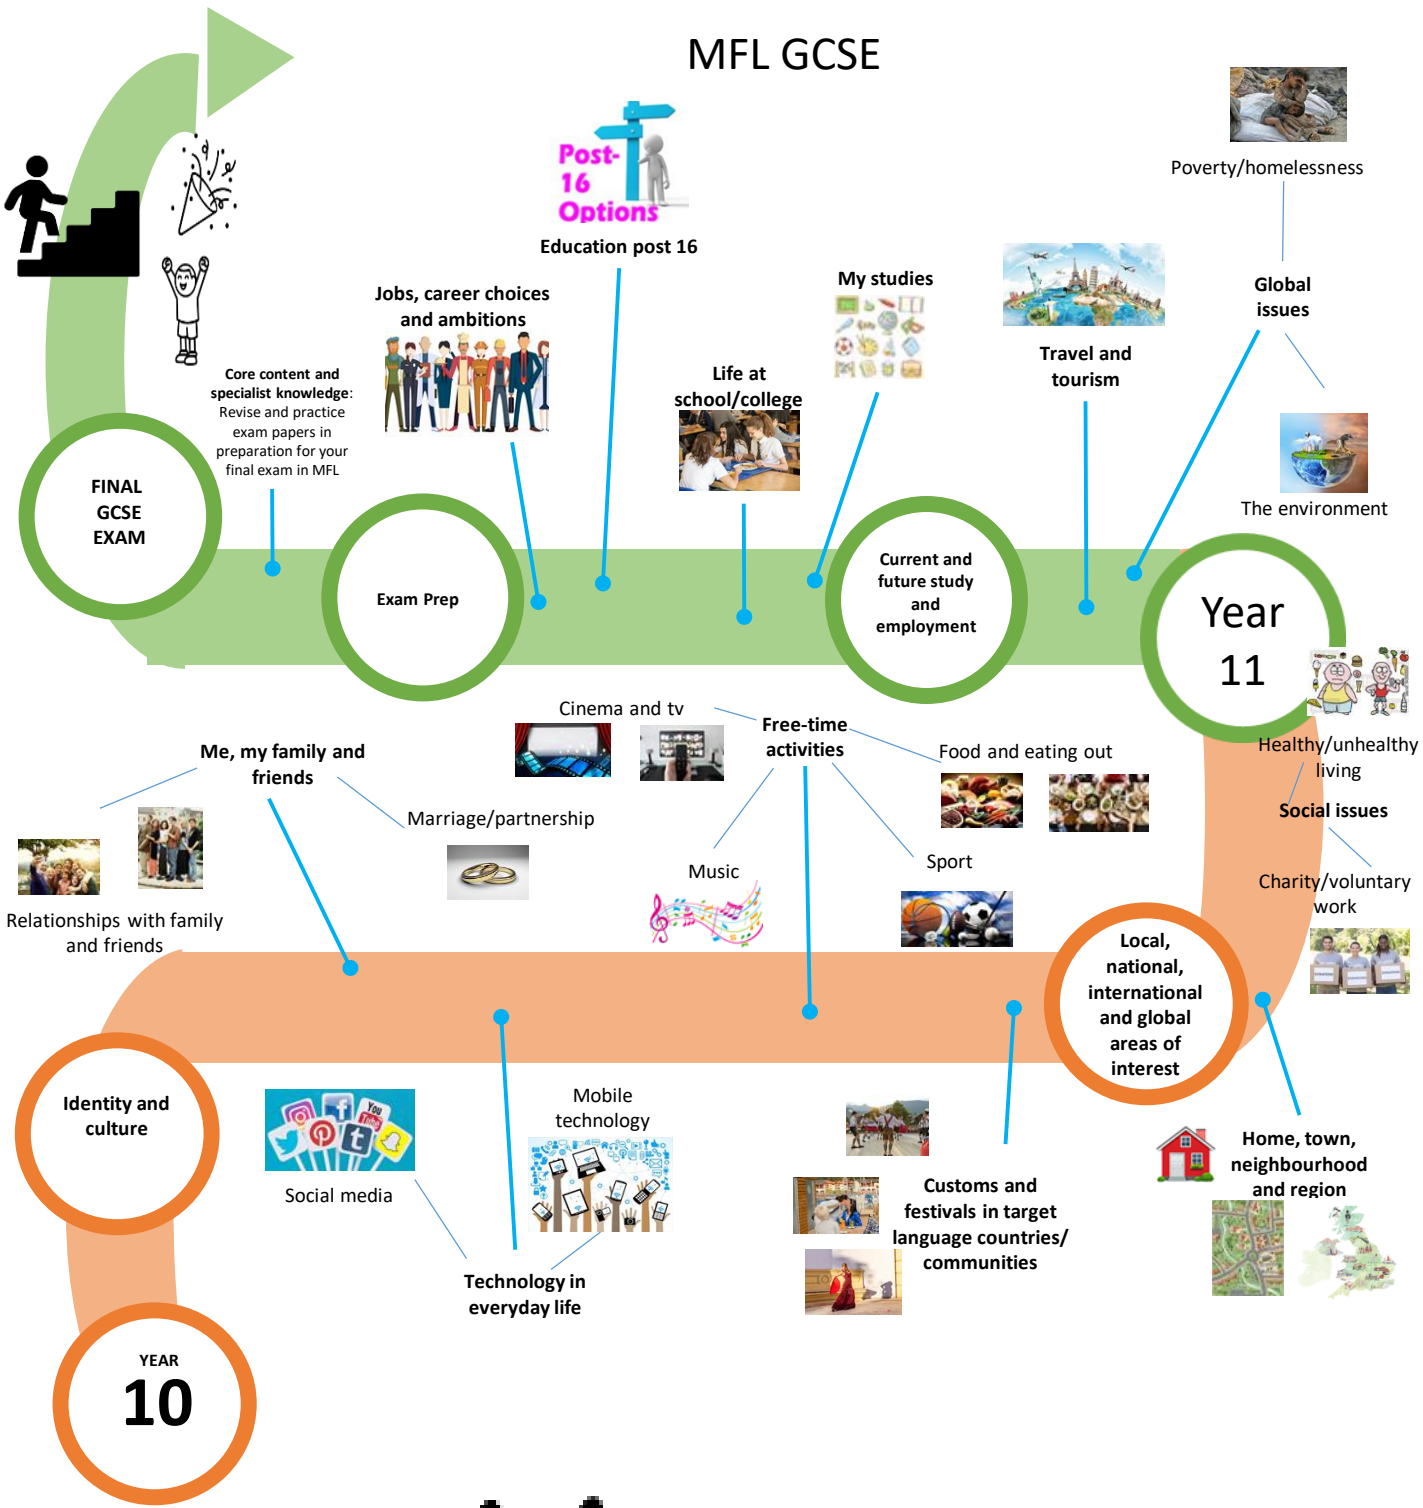 MFL GCSE
Poverty/homelessness
Post-
16
Options
Education post 16
My studies
Global
issues
Jobs, career choices
and ambitions
Travel and
tourism
Life at
school/college
Core content and
specialist knowledge:
Revise and practice
exam papers in
preparation for your
final exam in MFL
The environment
FINAL
GCSE
EXAM
Exam Prep
Current and
future study
and
employment
Year
11
Cinema and tv
Free-time
activities
Me, my family and
friends
Food and eating out
Healthy/unhealthy
living
Social issues
Marriage/partnership
Music
Sport
Charity/voluntary
work
Relationships with family
and friends
Local,
national,
international
and global
areas of
interest
Identity and
culture
Mobile
technology
You
Tube
Social media
Home, town,
neighbourhood
and region
Customs and
festivals in target
language countries/
communities
Technology in
everyday life
YEAR
10